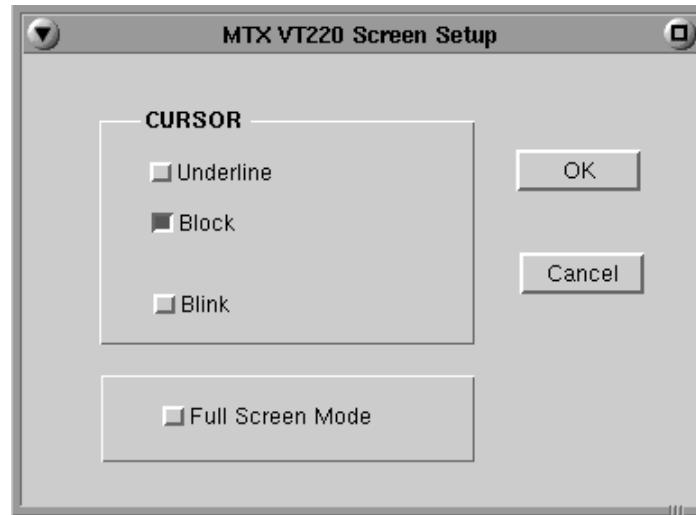 MTX VT220 Screen Setup
CURSOR
Underline
OK
Block
Cancel
Blink
Full Screen Mode